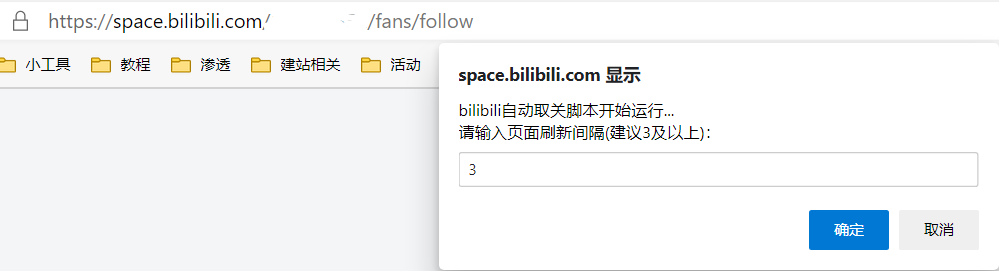 https://space.bilibili.com/ /fans/follow
小工具 教程 渗透 建站相关 活动
space.bilibili.com 显示
bilibili自动取关脚本开始运行...
请输入页面刷新间隔(建议3及以上)：
3
确定 取消